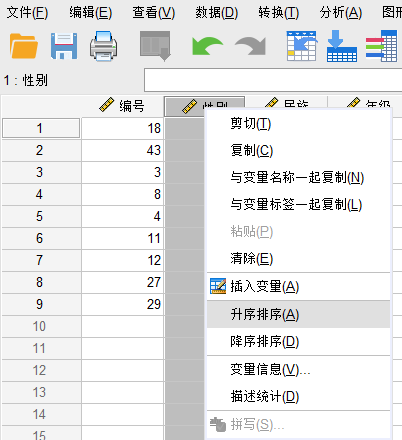 文件(F) 编辑(E) 查看(V) 数据(D) 转换(T) 分析(A) 图形
1 : 性别
编号 性别 民族 年级
1 18
2 43
3 3
4 8
5 4
6 11
7 12
8 27
9 29
10
11
12
13
14
15
剪切(T)
复制(C)
与变量名称一起复制(N)
与变量标签一起复制(L)
粘贴(P)
清除(E)
插入变量(A)
升序排序(A)
降序排序(D)
变量信息(V)...
描述统计(D)
拼写(S)...